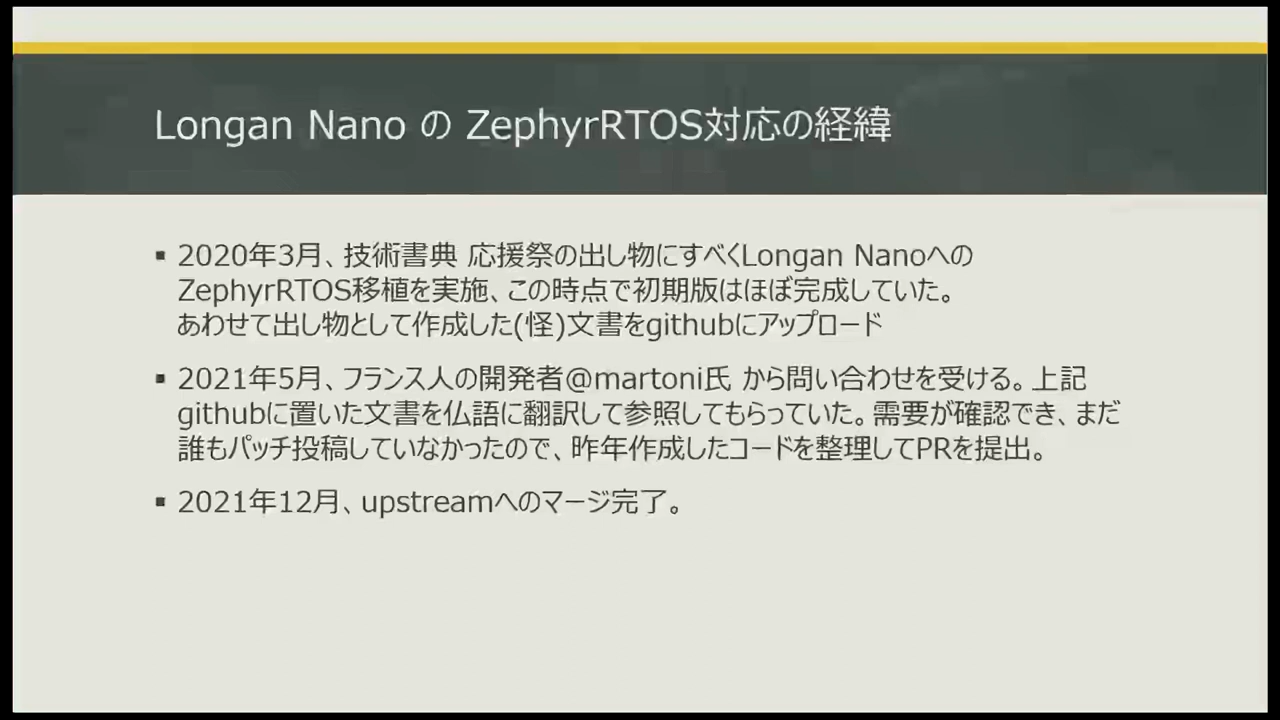 Longan Nano の ZephyrRTOS対応の経緯
▪ 2020年3月、技術書典 応援祭の出し物にすべくLongan Nanoへの
ZephyrRTOS移植を実施、この時点で初期版はほぼ完成していた。
あわせて出し物として作成した(怪)文書をgithubにアップロード
▪ 2021年5月、フランス人の開発者@martoni氏 から問い合わせを受ける。上記
githubに置いた文書を仏語に翻訳して参照してもらっていた。需要が確認でき、まだ
誰もパッチ投稿していなかったので、昨年作成したコードを整理してPRを提出。
▪ 2021年12月、upstreamへのマージ完了。